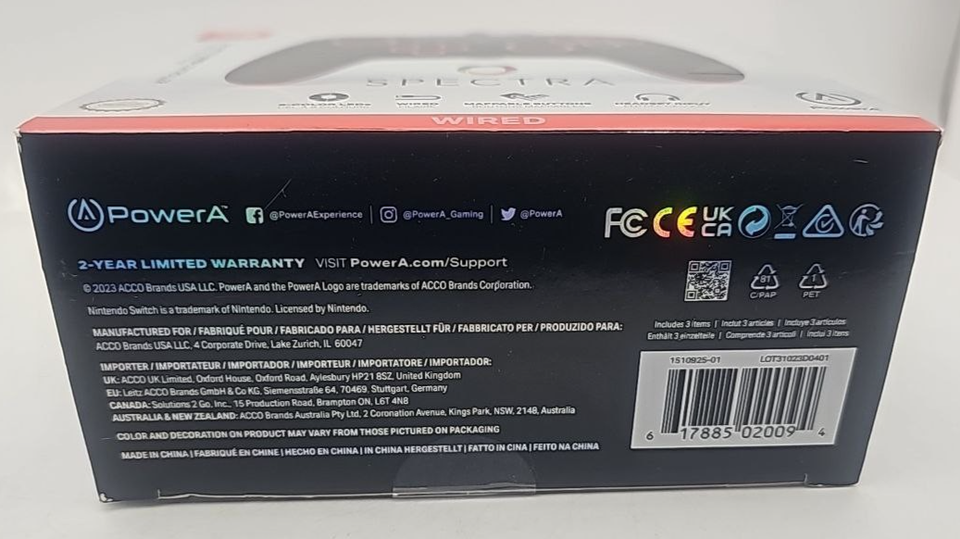 SPECTRA
WIRED
MAPPABLE BUTTONS
WIRED
PowerA™ @PowerAExperience | @PowerA_Gaming | @PowerA
FC CE UK CA
2-YEAR LIMITED WARRANTY VISIT PowerA.com/Support
© 2023 ACCO Brands USA LLC. PowerA and the PowerA Logo are trademarks of ACCO Brands Corporation.
Nintendo Switch is a trademark of Nintendo. Licensed by Nintendo.
81 C/PAP
1 PET
MANUFACTURED FOR / FABRIQUÉ POUR / FABRICADO PARA / HERGESTELLT FÜR / FABBRICATO PER / PRODUZIDO PARA:
ACCO Brands USA LLC, 4 Corporate Drive, Lake Zurich, IL 60047
Includes 3 items | Inclut 3 articles | Incluye 3 artículos
Enthält 3 einzelteile | Comprende 3 articoli | Inclui 3 itens
IMPORTER / IMPORTATEUR / IMPORTADOR / IMPORTEUR / IMPORTATORE / IMPORTADOR:
UK: ACCO UK Limited, Oxford House, Oxford Road, Aylesbury HP21 8SZ, United Kingdom
EU: Leitz ACCO Brands GmbH & Co KG, Siemensstraße 64, 70469, Stuttgart, Germany
CANADA: Solutions 2 Go, Inc., 15 Production Road, Brampton ON, L6T 4N8
AUSTRALIA & NEW ZEALAND: ACCO Brands Australia Pty Ltd, 2 Coronation Avenue, Kings Park, NSW, 2148, Australia
COLOR AND DECORATION ON PRODUCT MAY VARY FROM THOSE PICTURED ON PACKAGING
MADE IN CHINA | FABRIQUÉ EN CHINE | HECHO EN CHINA | IN CHINA HERGESTELLT | FATTO IN CINA | FEITO NA CHINA
1510925-01 LOT31023D0401
6 17885 02009 4